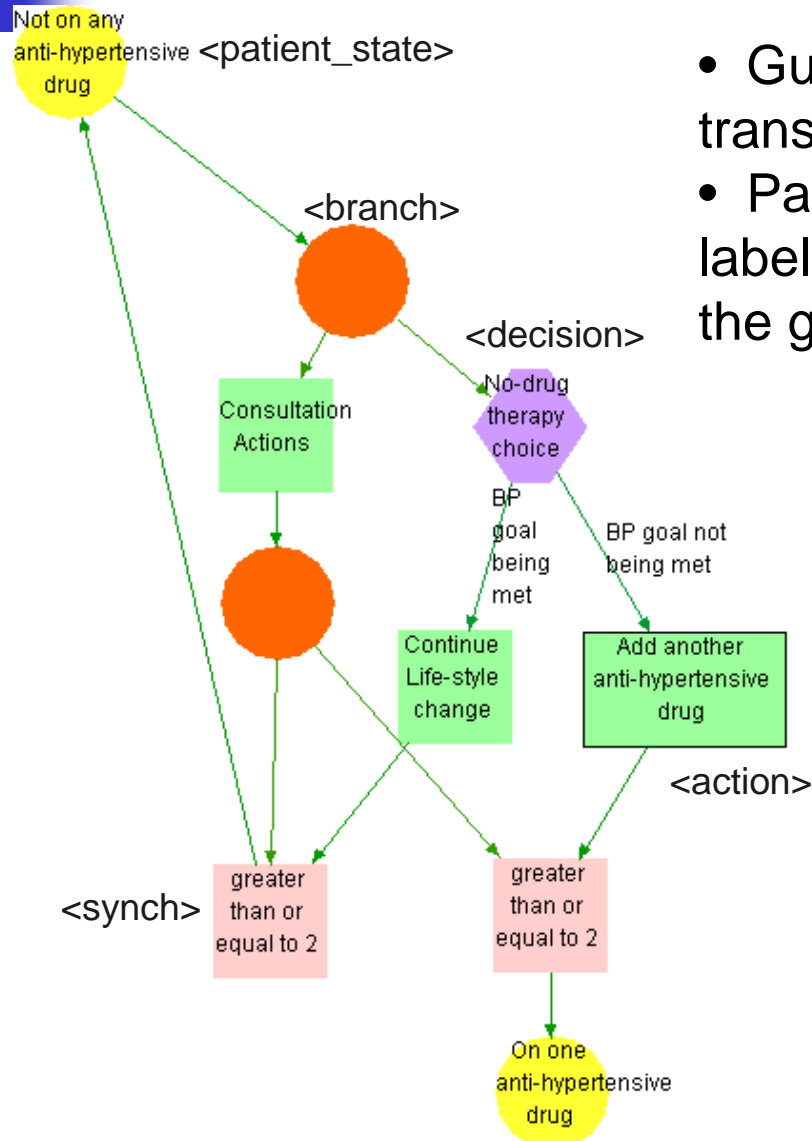 Not on any
anti-hypertensive
drug
<patient_state>
• Gu
trans
• Pa
label
the g
<branch>
<decision>
Consultation
Actions
No-drug
therapy
choice
BP
goal
being
met
BP goal not
being met
Continue
Life-style
change
Add another
anti-hypertensive
drug
<action>
<synch>
greater
than or
equal to 2
greater
than or
equal to 2
On one
anti-hypertensive
drug